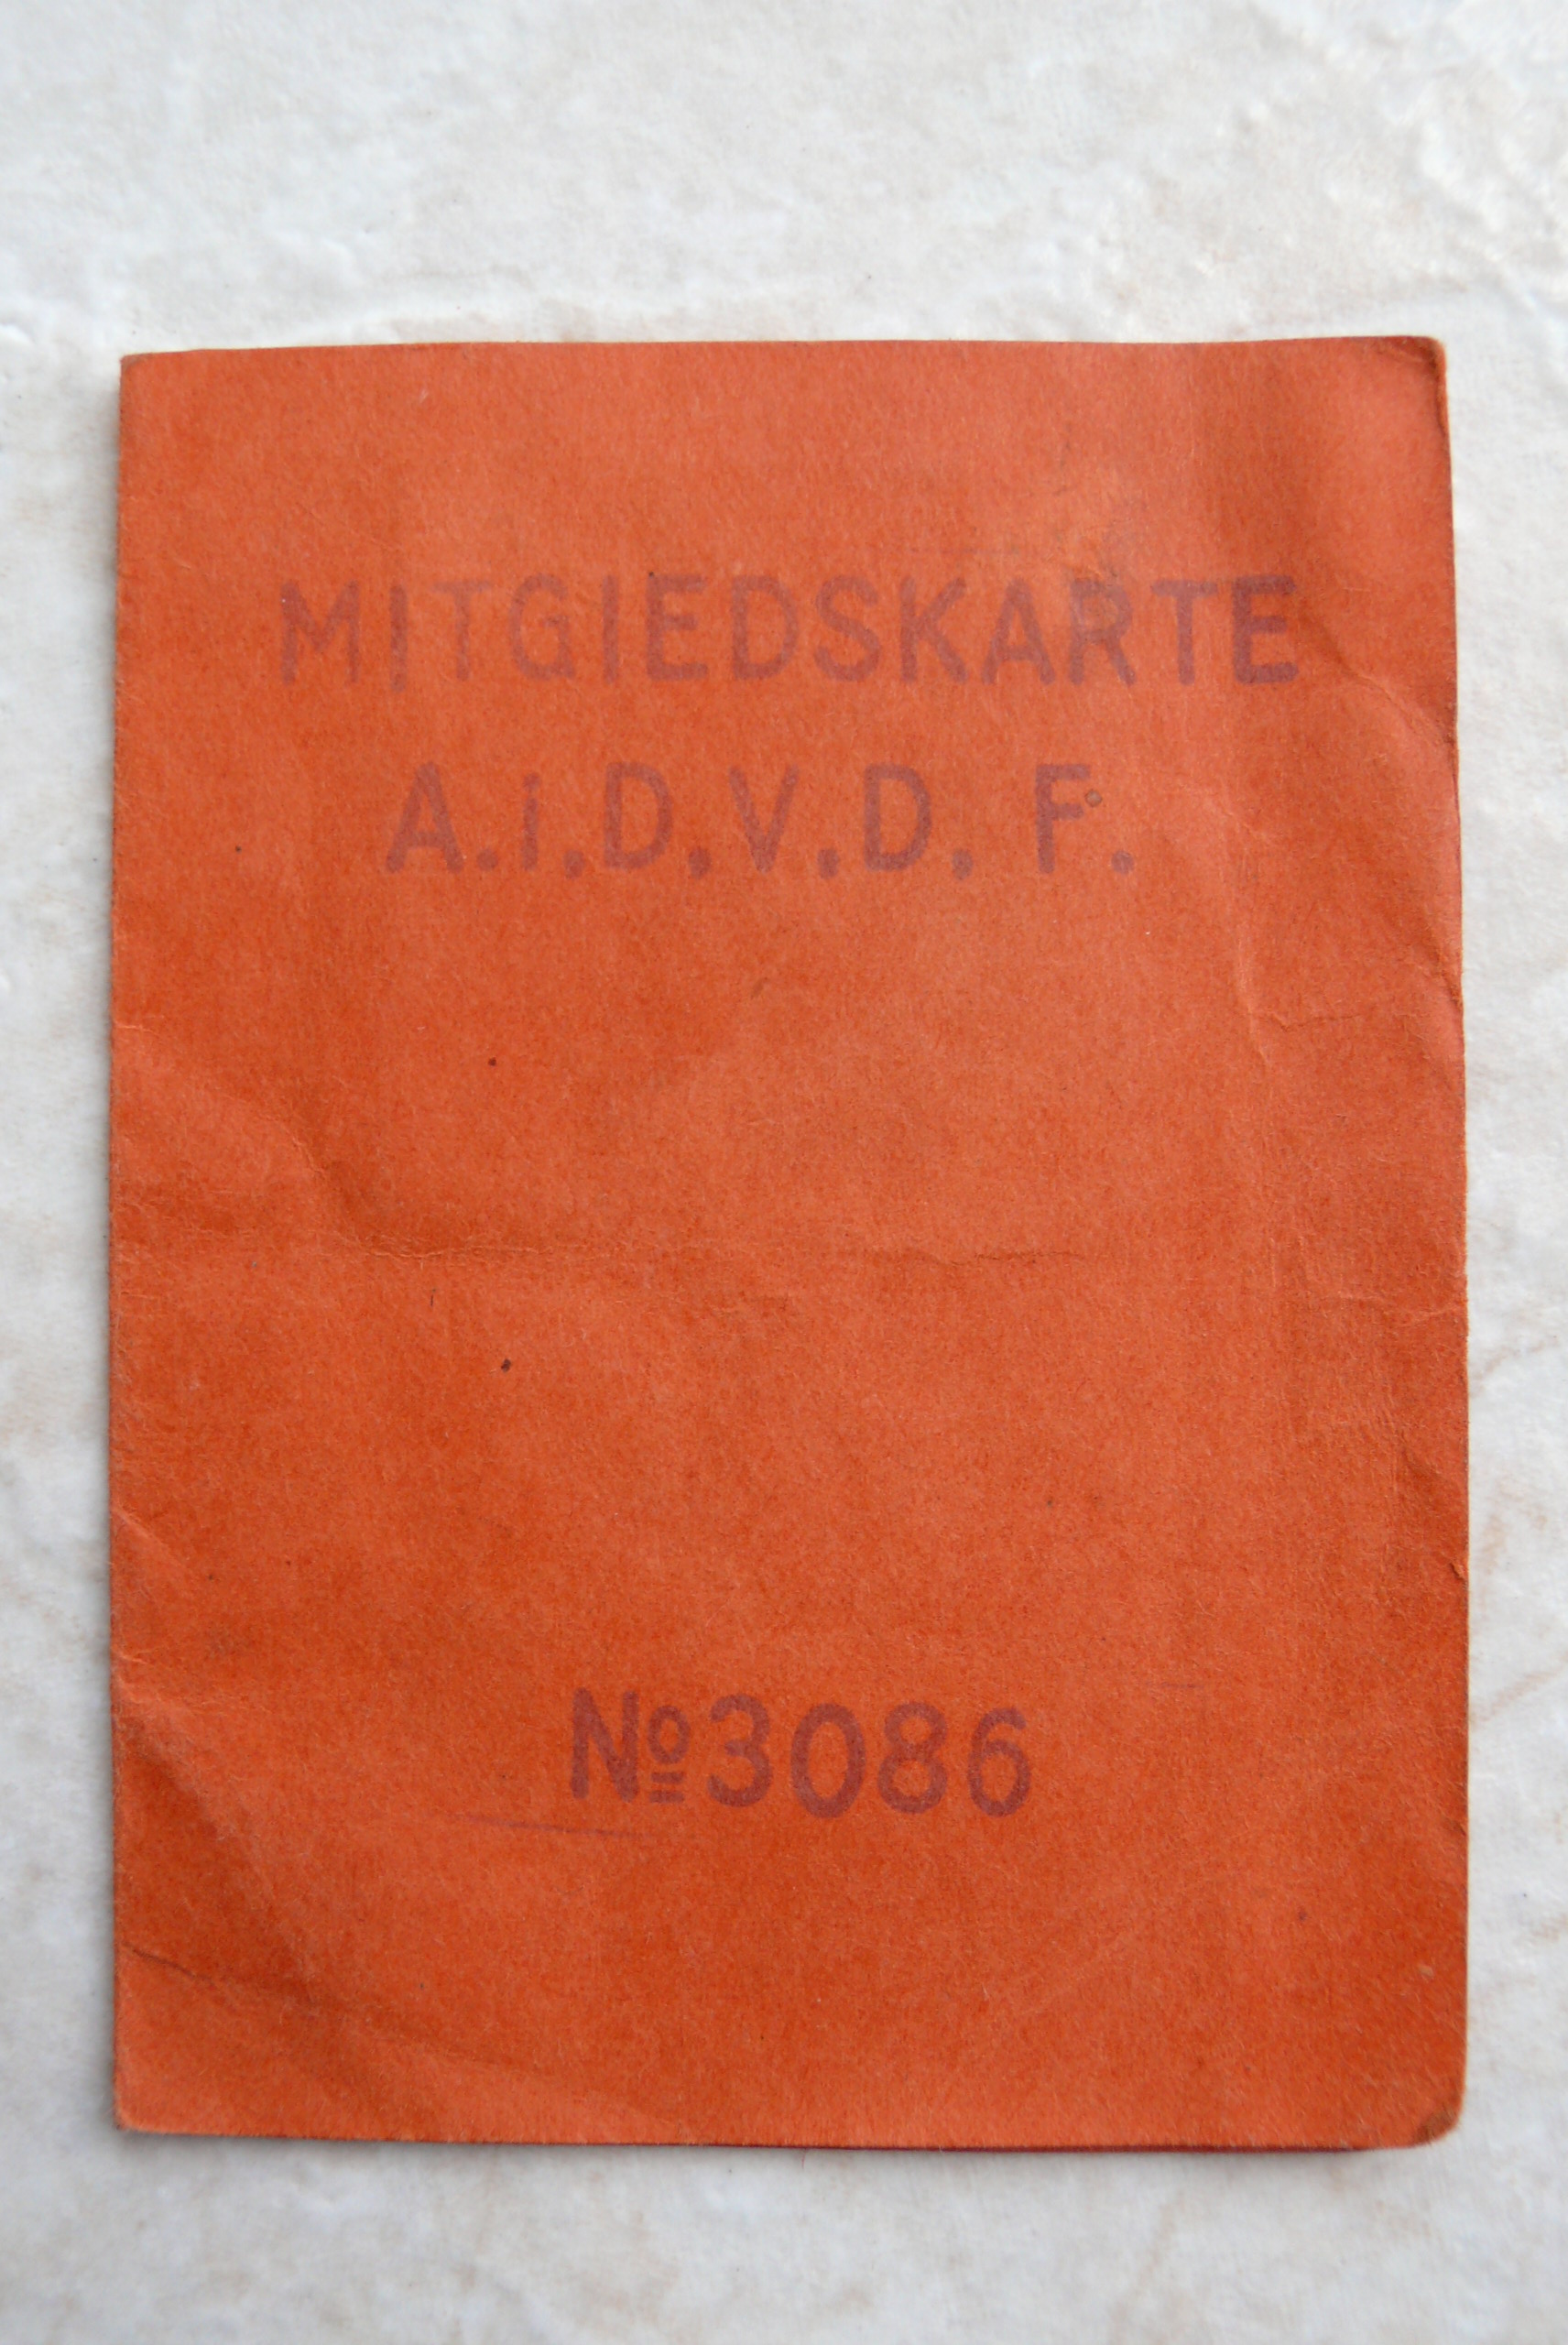 MITGIEDSKARTE
A.i.D.V.D. F.
№3086